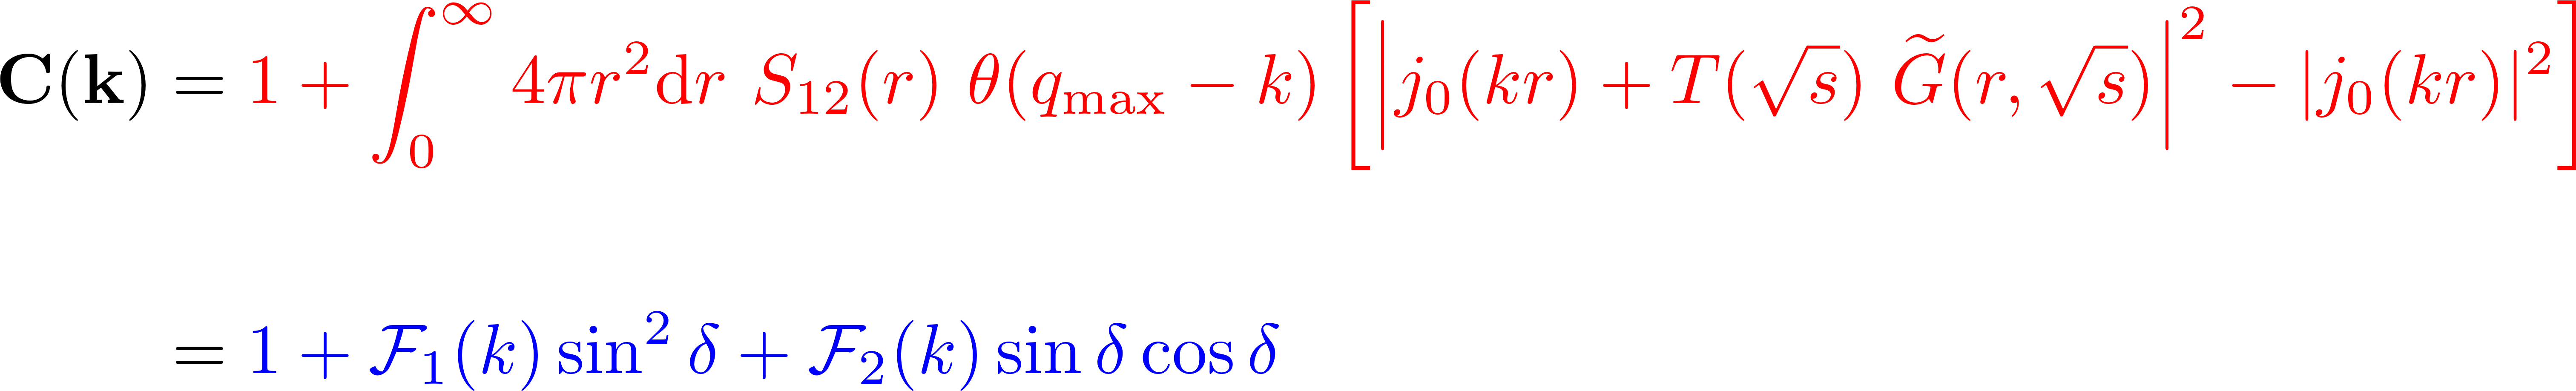 C(k) = 1 + ∫₀^∞ 4πr²dr S₁₂(r) θ(q_max − k) [|j₀(kr) + T(√s) G̃(r, √s)|² − |j₀(kr)|²]
= 1 + ℱ₁(k) sin² δ + ℱ₂(k) sin δ cos δ